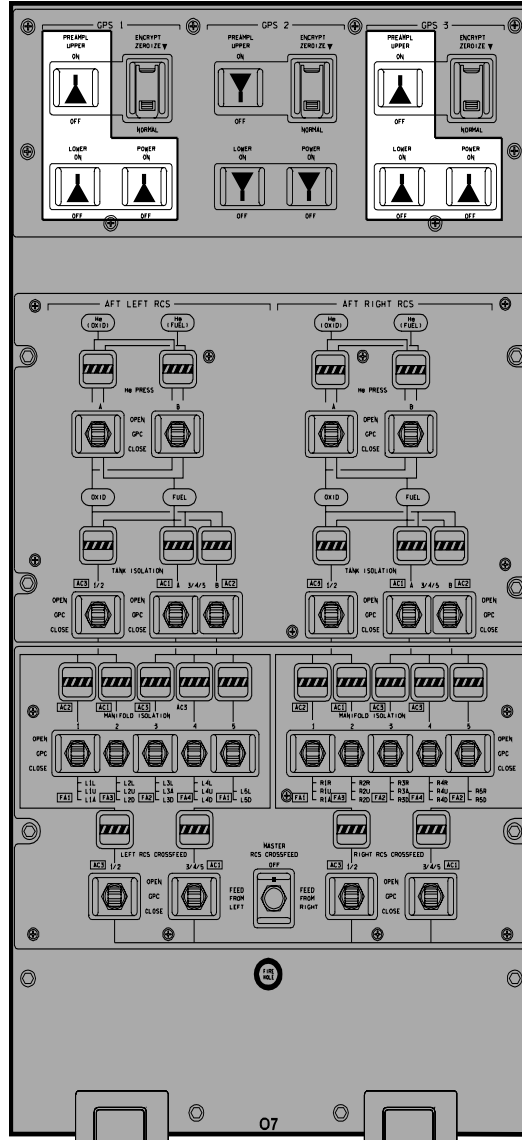 GPS 1 GPS 2 GPS 3
PREAMPL UPPER ENCRYPT ZEROIZE▼ PREAMPL UPPER ENCRYPT ZEROIZE▼ PREAMPL UPPER ENCRYPT ZEROIZE▼
ON ON ON
OFF NORMAL OFF NORMAL OFF NORMAL
LOWER POWER LOWER POWER LOWER POWER
ON ON ON ON ON ON
OFF OFF OFF OFF OFF OFF
AFT LEFT RCS AFT RIGHT RCS
He (OXID) He (FUEL) He (OXID) He (FUEL)
He PRESS He PRESS
A B A B
OPEN OPEN
GPC GPC
CLOSE CLOSE
OXID FUEL OXID FUEL
TANK ISOLATION TANK ISOLATION
AC3 1/2 AC1 A 3/4/5 B AC2 AC3 1/2 AC1 A 3/4/5 B AC2
OPEN OPEN OPEN OPEN
GPC GPC GPC GPC
CLOSE CLOSE CLOSE CLOSE
AC2 AC1 AC3 AC3 AC2 AC1 AC3 AC3
MANIFOLD ISOLATION MANIFOLD ISOLATION
1 2 3 4 5 1 2 3 4 5
OPEN OPEN
GPC GPC
CLOSE CLOSE
L1L L2L L3L L4L R1R R2R R3R R4R
L1U L2U L3A L4U L5L R1U R2U R3A R4U R5R
FA1 L1A FA3 L2D FA2 L3D FA4 L4D FA1 L5D FA1 R1A FA3 R2D FA2 R3D FA4 R4D FA2 R5D
LEFT RCS CROSSFEED MASTER RCS CROSSFEED RIGHT RCS CROSSFEED
AC3 1/2 3/4/5 AC1 OFF AC3 1/2 3/4/5 AC1
OPEN OPEN
GPC FEED FROM LEFT FEED FROM RIGHT GPC
CLOSE CLOSE
FIRE HOLE
O7